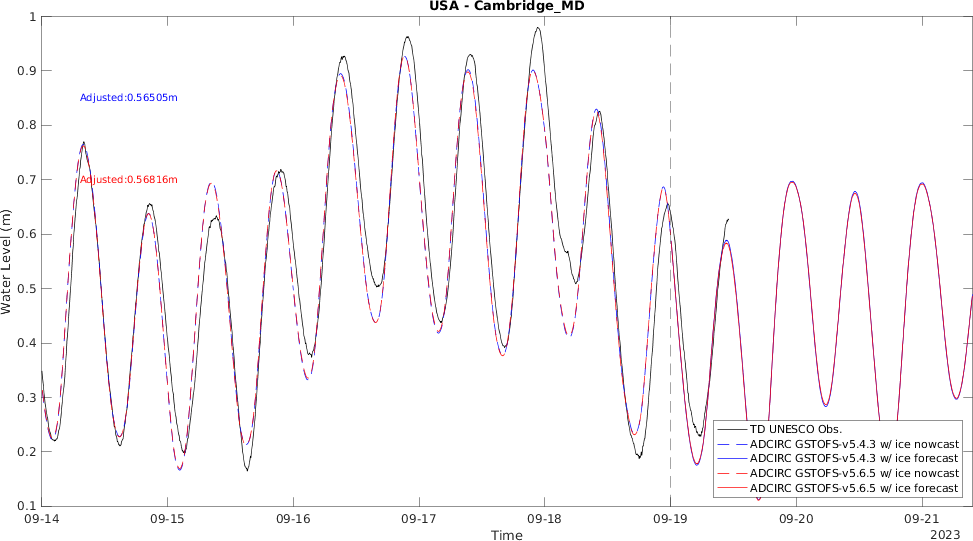 USA - Cambridge_MD
1
0.9
0.8
0.7
0.6
0.5
0.4
0.3
0.2
0.1
Water Level (m)
Adjusted:0.56505m
Adjusted:0.56816m
TD UNESCO Obs.
ADCIRC GSTOFS-v5.4.3 w/ ice nowcast
ADCIRC GSTOFS-v5.4.3 w/ ice forecast
ADCIRC GSTOFS-v5.6.5 w/ ice nowcast
ADCIRC GSTOFS-v5.6.5 w/ ice forecast
09-14 09-15 09-16 09-17 09-18 09-19 09-20 09-21
Time
2023